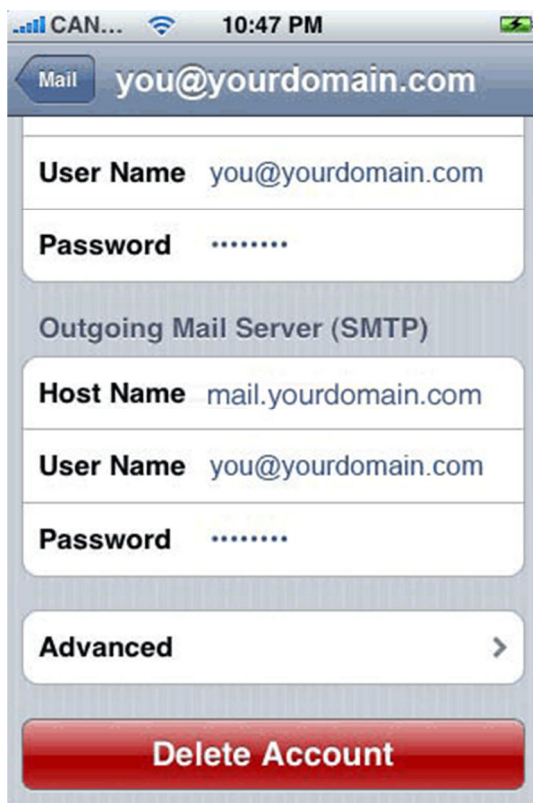 CAN... 10:47 PM
Mail you@yourdomain.com
User Name you@yourdomain.com
Password ••••••••
Outgoing Mail Server (SMTP)
Host Name mail.yourdomain.com
User Name you@yourdomain.com
Password ••••••••
Advanced
Delete Account